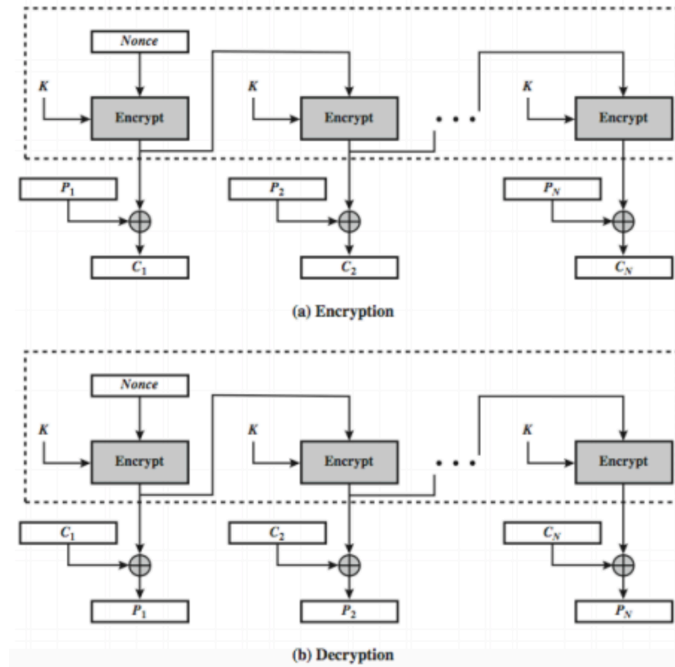 Nonce
K K K
Encrypt Encrypt • • • Encrypt
P1 P2 PN
C1 C2 CN
(a) Encryption
Nonce
K K K
Encrypt Encrypt • • • Encrypt
C1 C2 CN
P1 P2 PN
(b) Decryption